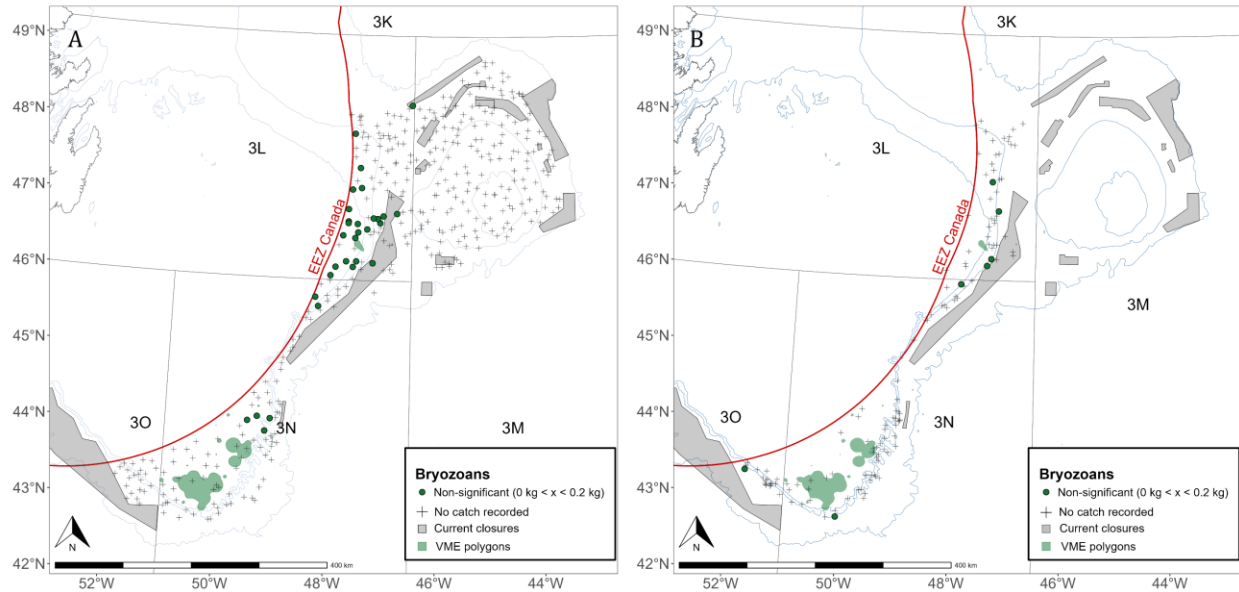 A
3K
3L
3M
3N
3O
EEZ Canada
49°N
48°N
47°N
46°N
45°N
44°N
43°N
42°N
52°W
50°W
48°W
46°W
44°W
N
400 km
Bryozoans
Non-significant (0 kg < x < 0.2 kg)
No catch recorded
Current closures
VME polygons
B
3K
3L
3M
3N
3O
EEZ Canada
49°N
48°N
47°N
46°N
45°N
44°N
43°N
42°N
52°W
50°W
48°W
46°W
44°W
N
400 km
Bryozoans
Non-significant (0 kg < x < 0.2 kg)
No catch recorded
Current closures
VME polygons